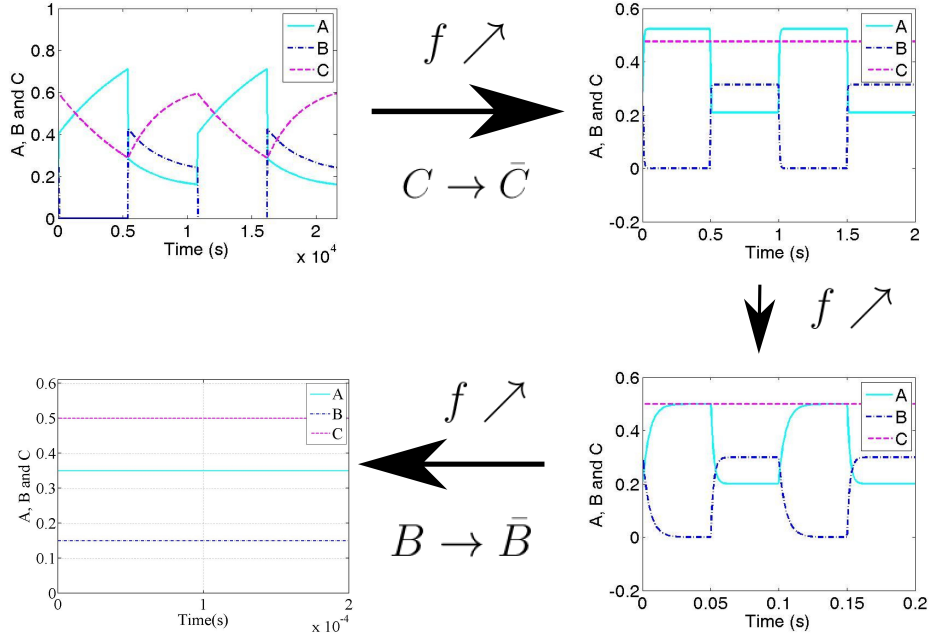 A, B and C
1
0.8
0.6
0.4
0.2
0
0 0.5 1 1.5 2
Time (s)
x 10^4
A
B
C
f ↗
C → C̄
A, B and C
0.6
0.4
0.2
0
-0.2
0 0.5 1 1.5 2
Time (s)
A
B
C
f ↗
A, B and C
0.6
0.5
0.4
0.3
0.2
0.1
0
0 1 2
Time(s)
x 10^-4
A
B
C
f ↗
B → B̄
A, B and C
0.6
0.4
0.2
0
-0.2
0 0.05 0.1 0.15 0.2
Time (s)
A
B
C